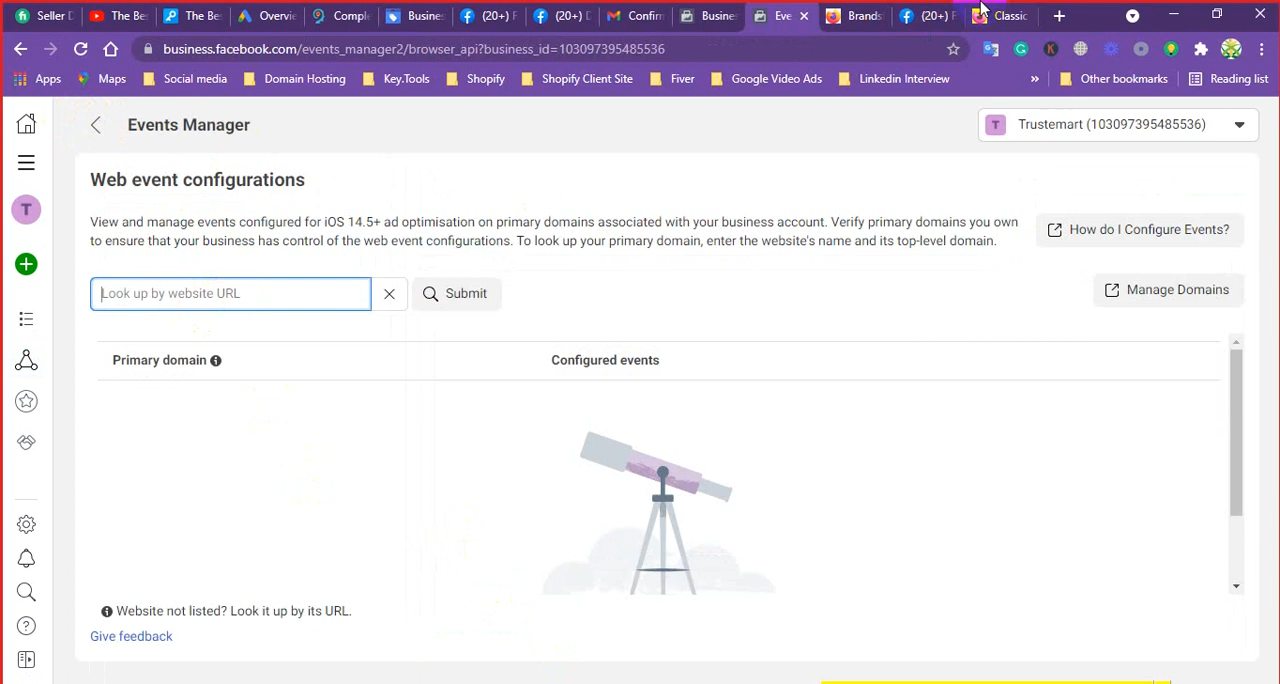 Seller D
The Be
The Be
Overvi
Comple
Busine
(20+) F
(20+) D
Confirm
Busine
Eve
Brands
(20+) F
Classic
business.facebook.com/events_manager2/browser_api?business_id=103097395485536
Apps
Maps
Social media
Domain Hosting
Key.Tools
Shopify
Shopify Client Site
Fiver
Google Video Ads
Linkedin Interview
»
Other bookmarks
Reading list
Events Manager
T Trustemart (103097395485536)
Web event configurations
T
View and manage events configured for iOS 14.5+ ad optimisation on primary domains associated with your business account. Verify primary domains you own
to ensure that your business has control of the web event configurations. To look up your primary domain, enter the website's name and its top-level domain.
How do I Configure Events?
Look up by website URL
Submit
Manage Domains
Primary domain
Configured events
Website not listed? Look it up by its URL.
Give feedback